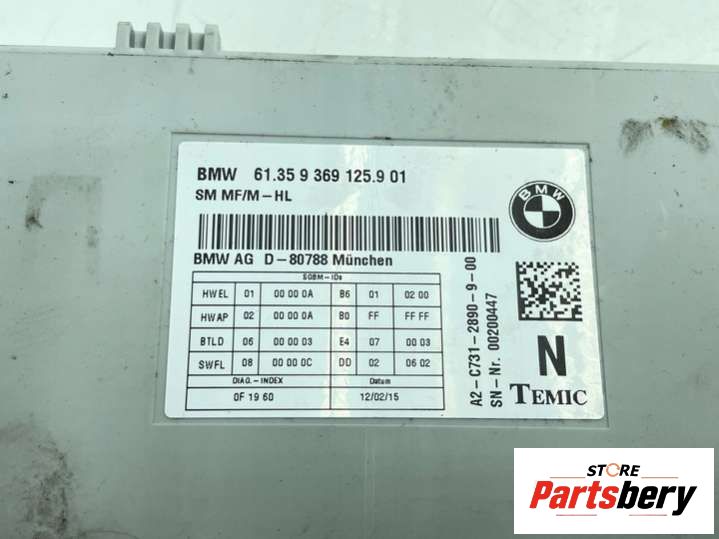 BMW 61.35 9 369 125.9 01
SM MF/M-HL
BMW AG D-80788 München
SGBM-IDs
HWEL 01 00 00 0A B6 01 02 00
HWAP 02 00 00 0A B0 FF FF FF
BTLD 06 00 00 03 E4 07 00 03
SWFL 08 00 00 0C DD 02 06 02
DIAG.-INDEX Datum
0F 19 60 12/02/15
A2-C731-2890-9-00
SN-Nr. 00200447
BMW
N
TEMIC
STORE
Partsbery